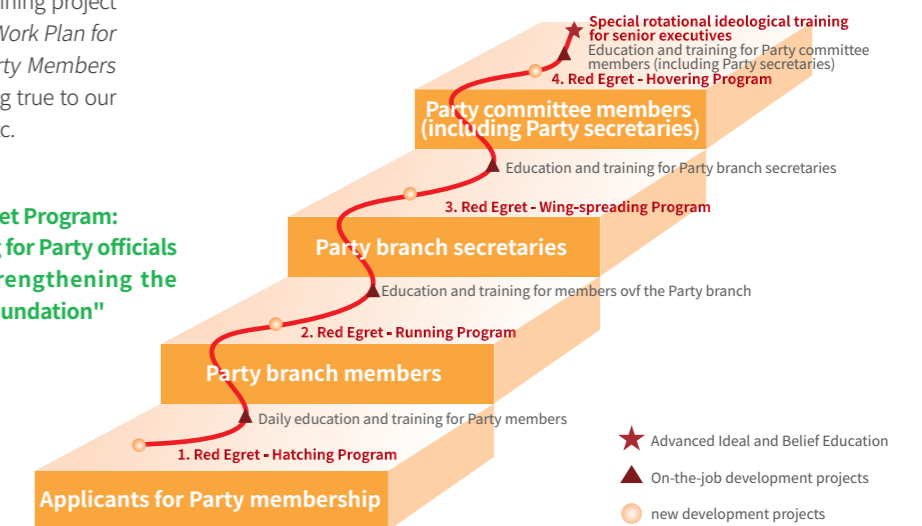 ining project
Work Plan for
rty Members
g true to our
tc.
et Program:
g for Party officials
rengthening the
undation"
Special rotational ideological training
for senior executives
Education and training for Party committee
members (including Party secretaries)
4. Red Egret - Hovering Program
Party committee members
(including Party secretaries)
Education and training for Party branch secretaries
3. Red Egret - Wing-spreading Program
Party branch secretaries
Education and training for members ovf the Party branch
2. Red Egret - Running Program
Party branch members
Daily education and training for Party members
1. Red Egret - Hatching Program
Applicants for Party membership
Advanced Ideal and Belief Education
On-the-job development projects
new development projects